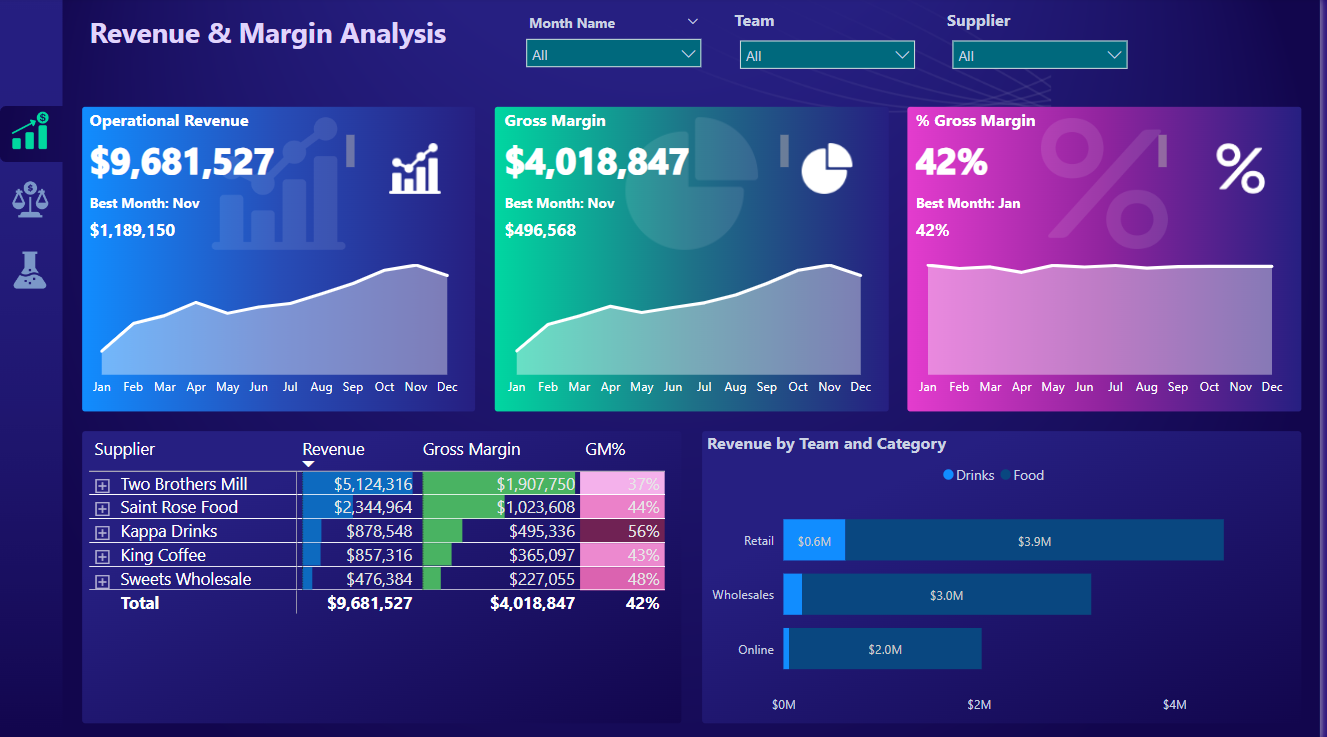 Revenue & Margin Analysis
Month Name
Team
Supplier
All
All
All
Operational Revenue
$9,681,527
Best Month: Nov
$1,189,150
Jan Feb Mar Apr May Jun Jul Aug Sep Oct Nov Dec
Gross Margin
$4,018,847
Best Month: Nov
$496,568
Jan Feb Mar Apr May Jun Jul Aug Sep Oct Nov Dec
% Gross Margin
42%
Best Month: Jan
42%
Jan Feb Mar Apr May Jun Jul Aug Sep Oct Nov Dec
Supplier Revenue Gross Margin GM%
Two Brothers Mill $5,124,316 $1,907,750 37%
Saint Rose Food $2,344,964 $1,023,608 44%
Kappa Drinks $878,548 $495,336 56%
King Coffee $857,316 $365,097 43%
Sweets Wholesale $476,384 $227,055 48%
Total $9,681,527 $4,018,847 42%
Revenue by Team and Category
Drinks Food
Retail $0.6M $3.9M
Wholesales $3.0M
Online $2.0M
$0M $2M $4M